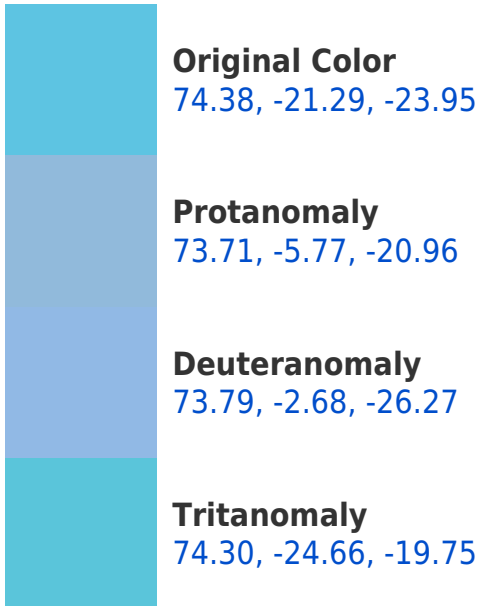 Original Color
74.38, -21.29, -23.95
Protanomaly
73.71, -5.77, -20.96
Deuteranomaly
73.79, -2.68, -26.27
Tritanomaly
74.30, -24.66, -19.75